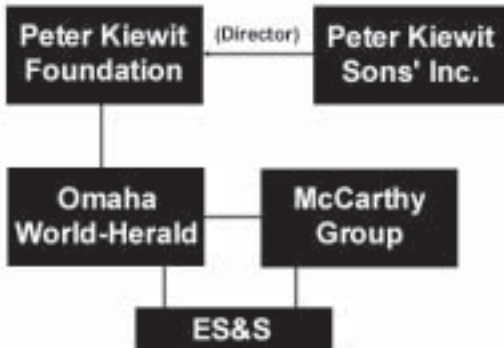 Peter Kiewit
Foundation
(Director)
Peter Kiewit
Sons' Inc.
Omaha
World-Herald
McCarthy
Group
ES&S